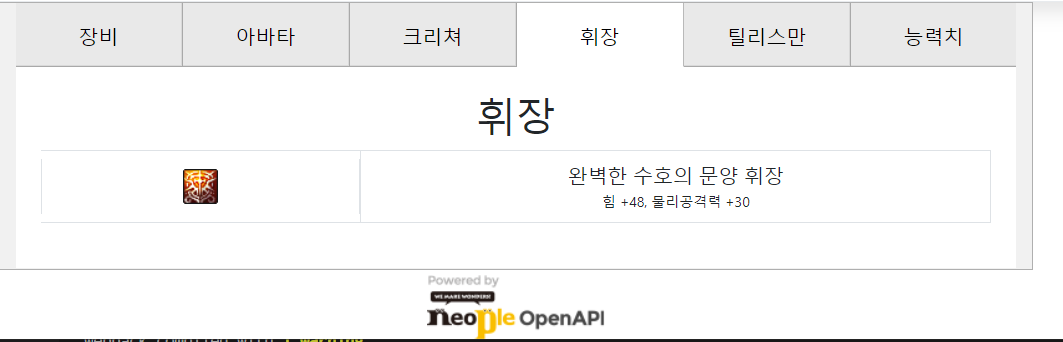 장비 아바타 크리쳐 휘장 틸리스만 능력치
휘장
완벽한 수호의 문양 휘장
힘 +48, 물리공격력 +30
Powered by
WE MAKE WONDERS!
neople OpenAPI